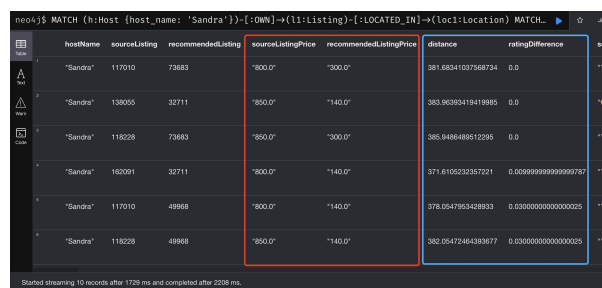 neo4j$ MATCH (h:Host {host_name: 'Sandra'})-[:OWN]→(l1:Listing)-[:LOCATED_IN]→(loc1:Location) MATCH…
hostName sourceListing recommendedListing sourceListingPrice recommendedListingPrice distance ratingDifference
Table
1 "Sandra" 117010 73683 "800.0" "300.0" 381.68341037568734 0.0
Text
2 "Sandra" 138055 32711 "850.0" "140.0" 383.96393419419985 0.0
Warn
3 "Sandra" 118228 73683 "850.0" "300.0" 385.9486489512295 0.0
Code
4 "Sandra" 162091 32711 "800.0" "140.0" 371.6105232357221 0.009999999999999787
5 "Sandra" 117010 49968 "800.0" "140.0" 378.0547953428933 0.03000000000000025
6 "Sandra" 118228 49968 "850.0" "140.0" 382.05472464393677 0.03000000000000025
Started streaming 10 records after 1729 ms and completed after 2208 ms.